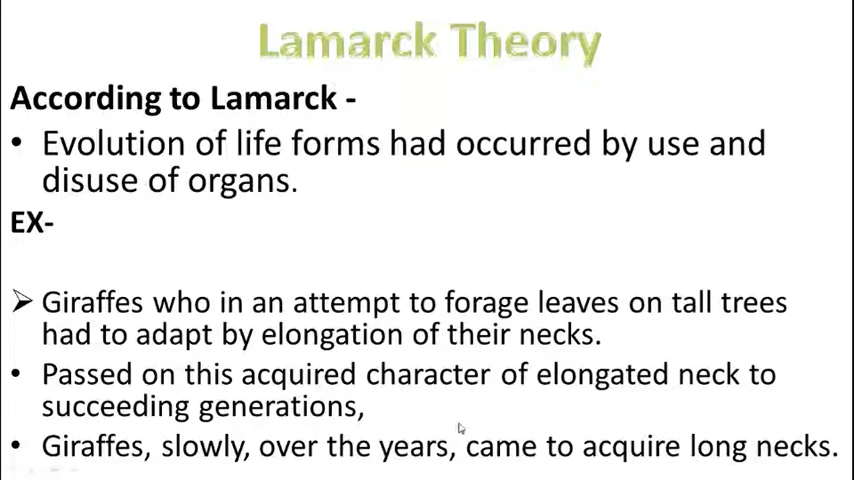 Lamarck Theory
According to Lamarck -
• Evolution of life forms had occurred by use and
disuse of organs.
EX-
➢ Giraffes who in an attempt to forage leaves on tall trees
had to adapt by elongation of their necks.
• Passed on this acquired character of elongated neck to
succeeding generations,
• Giraffes, slowly, over the years, came to acquire long necks.